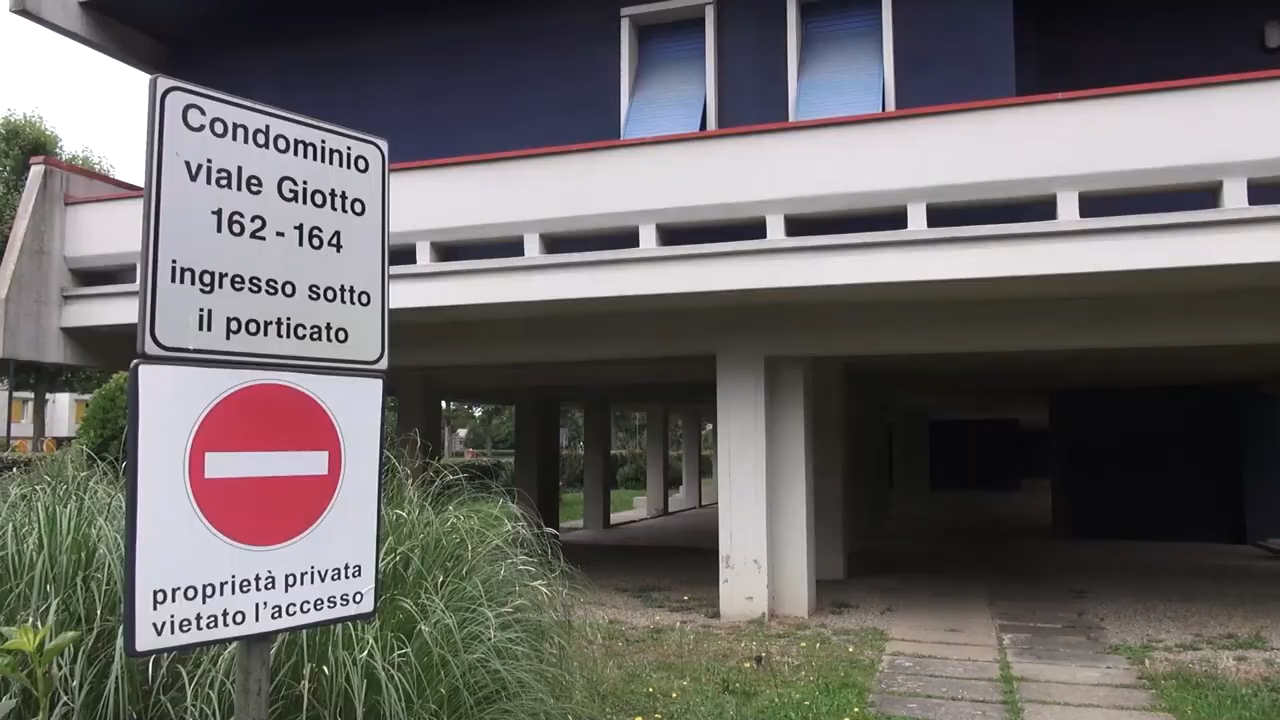 Condominio
viale Giotto
162 - 164
ingresso sotto
il porticato
proprietà privata
vietato l'accesso